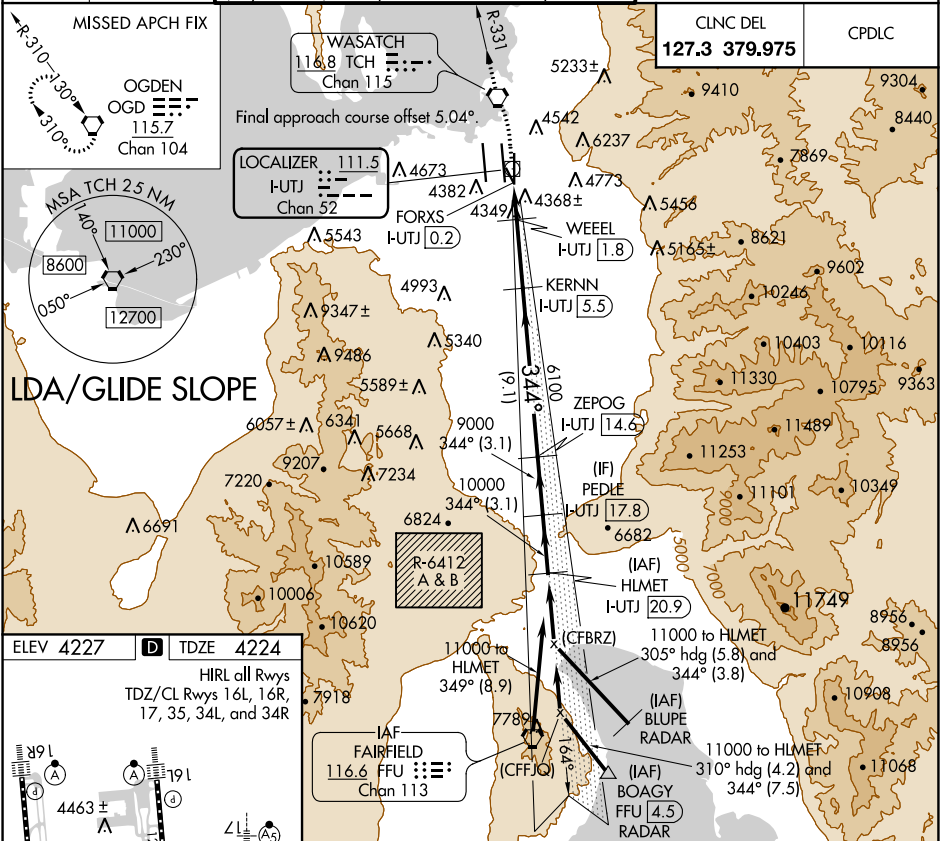 MISSED APCH FIX
R-310
130°
310°
OGDEN
OGD
115.7
Chan 104
WASATCH
116.8 TCH
Chan 115
R-331
CLNC DEL
127.3 379.975
CPDLC
Final approach course offset 5.04°.
LOCALIZER 111.5
I-UTJ
Chan 52
MSA TCH 25 NM
140°
11000
230°
8600
050°
12700
LDA/GLIDE SLOPE
5233±
9410
9304
8440
4542
6237
7869
4673
4382
4773
4349
4368±
5456
FORXS
I-UTJ 0.2
WEEEL
I-UTJ 1.8
5543
5165±
8621
9602
4993
KERNN
I-UTJ 5.5
10246
9347±
5340
10403
10116
9486
6100
344°
(9.1)
11330
10795
9363
5589±
ZEPOG
I-UTJ 14.6
6057±
6341
5668
9000
344° (3.1)
11489
11253
9207
7234
7220
10000
344° (3.1)
(IF)
PEDLE
I-UTJ 17.8
11101
10349
9000
6691
6824
6682
5000
7000
R-6412
A & B
10589
10006
(IAF)
HLMET
I-UTJ 20.9
11749
10620
8956
8956
(CFBRZ)
11000 to HLMET
305° hdg (5.8) and
344° (3.8)
11000 to
HLMET
349° (8.9)
7918
7789
(IAF)
BLUPE
RADAR
10908
IAF
FAIRFIELD
116.6 FFU
Chan 113
(CFFJQ)
164°
(IAF)
BOAGY
FFU 4.5
RADAR
11000 to HLMET
310° hdg (4.2) and
344° (7.5)
11068
ELEV 4227
D
TDZE 4224
HIRL all Rwys
TDZ/CL Rwys 16L, 16R,
17, 35, 34L, and 34R
16R
A
A
16L
P
P
4463 ±
17
A5